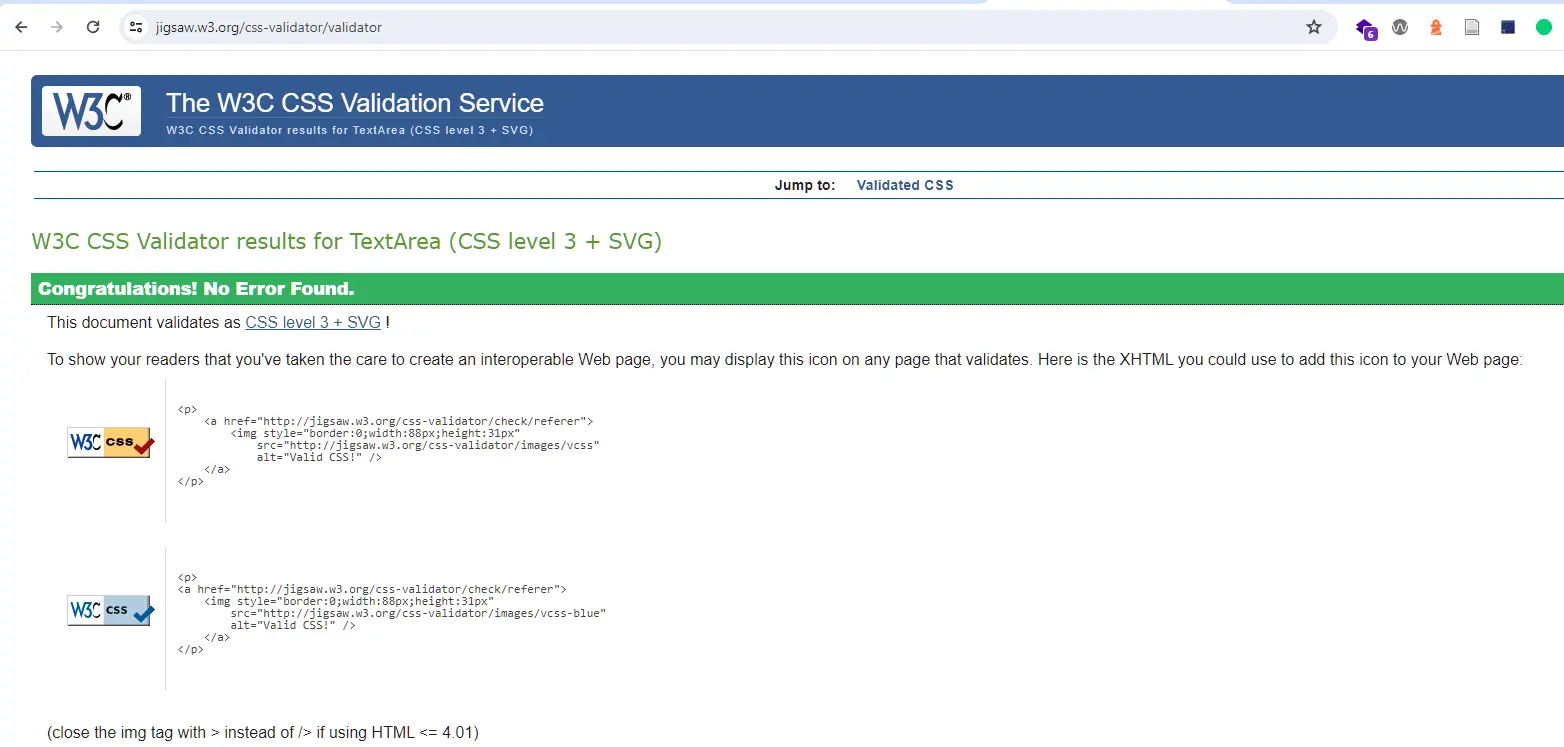 jigsaw.w3.org/css-validator/validator
6
W3C®
The W3C CSS Validation Service
W3C CSS Validator results for TextArea (CSS level 3 + SVG)
Jump to: Validated CSS
W3C CSS Validator results for TextArea (CSS level 3 + SVG)
Congratulations! No Error Found.
This document validates as CSS level 3 + SVG !
To show your readers that you've taken the care to create an interoperable Web page, you may display this icon on any page that validates. Here is the XHTML you could use to add this icon to your Web page:
W3C css
<p>
    <a href="http://jigsaw.w3.org/css-validator/check/referer">
        <img style="border:0;width:88px;height:31px"
            src="http://jigsaw.w3.org/css-validator/images/vcss"
            alt="Valid CSS!" />
    </a>
</p>
W3C css
<p>
<a href="http://jigsaw.w3.org/css-validator/check/referer">
    <img style="border:0;width:88px;height:31px"
        src="http://jigsaw.w3.org/css-validator/images/vcss-blue"
        alt="Valid CSS!" />
    </a>
</p>
(close the img tag with > instead of /> if using HTML <= 4.01)